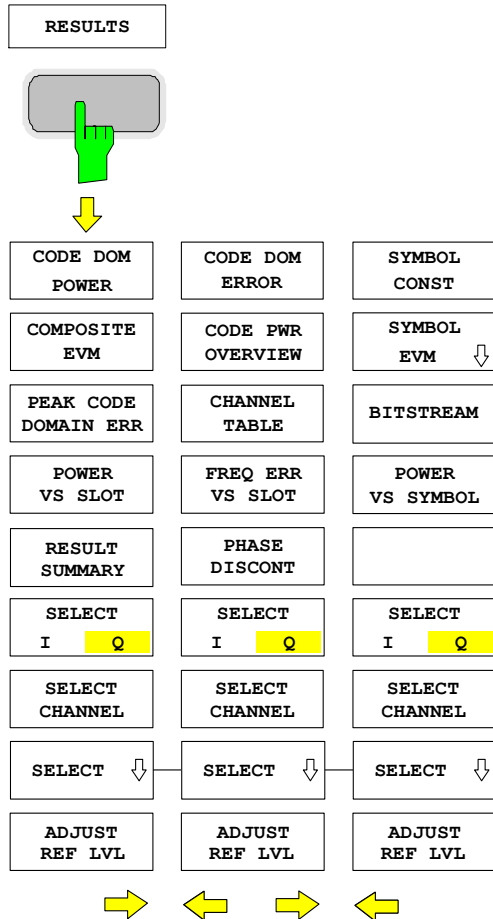 RESULTS
CODE DOM
POWER
COMPOSITE
EVM
PEAK CODE
DOMAIN ERR
POWER
VS SLOT
RESULT
SUMMARY
SELECT
I Q
SELECT
CHANNEL
SELECT
ADJUST
REF LVL
CODE DOM
ERROR
CODE PWR
OVERVIEW
CHANNEL
TABLE
FREQ ERR
VS SLOT
PHASE
DISCONT
SELECT
I Q
SELECT
CHANNEL
SELECT
ADJUST
REF LVL
SYMBOL
CONST
SYMBOL
EVM
BITSTREAM
POWER
VS SYMBOL
SELECT
I Q
SELECT
CHANNEL
SELECT
ADJUST
REF LVL